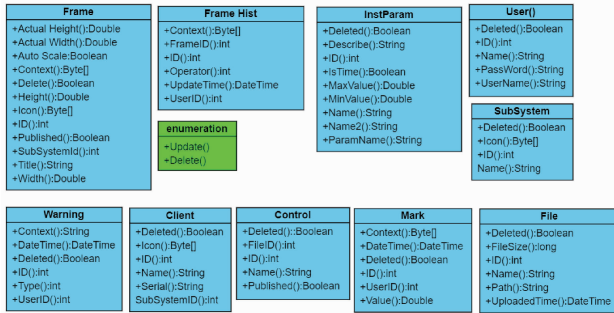 Frame
+Actual Height():Double
+Actual Width():Double
+Auto Scale:Boolean
+Context():Byte[]
+Delete():Boolean
+Height():Double
+Icon():Byte[]
+ID():int
+Published():Boolean
+SubSystemId():int
+Title():String
+Width():Double
Frame Hist
+Context():Byte[]
+FrameID():int
+ID():int
+Operator():int
+UpdateTime():DateTime
+UserID():int
enumeration
+Update()
+Delete()
InstParam
+Deleted():Boolean
+Describe():String
+ID():int
+IsTime():Boolean
+MaxValue():Double
+MinValue():Double
+Name():String
+Name2():String
+ParamName():String
User()
+Deleted():Boolean
+ID():int
+Name():String
+PassWord():String
+UserName():String
SubSystem
+Deleted():Boolean
+Icon():Byte[]
+ID():int
Name():String
Warning
+Context():String
+DateTime():DateTime
+Deleted():Boolean
+ID():int
+Type():int
+UserID():int
Client
+Deleted():Boolean
+Icon():Byte[]
+ID():int
+Name():String
+Serial():String
SubSystemID():int
Control
+Deleted()::Boolean
+FileID():int
+ID():int
+Name():String
+Published():Boolean
Mark
+Context():Byte[]
+DateTime():DateTime
+Deleted():Boolean
+ID():int
+UserID():int
+Value():Double
File
+Deleted():Boolean
+FileSize():long
+ID():int
+Name():String
+Path():String
+UploadedTime():DateTime